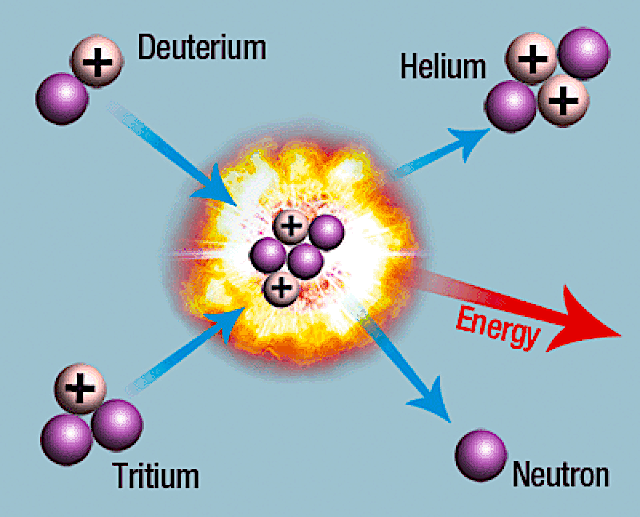 Deuterium
Helium
+
+
+
+
+
Energy
+
Tritium
Neutron